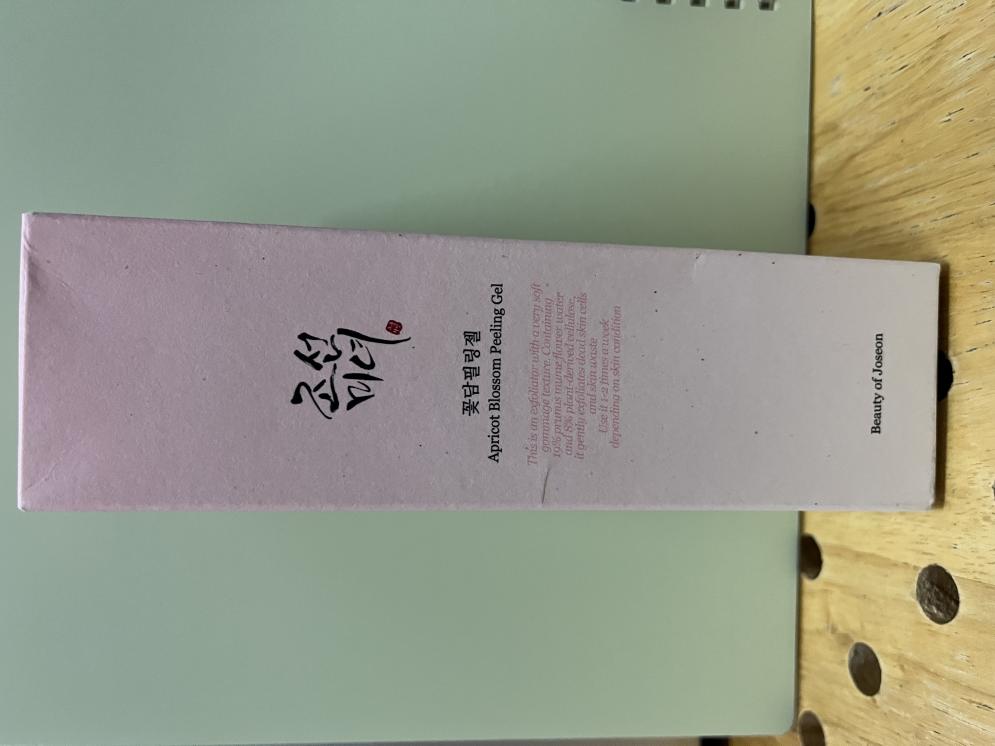 조선
미녀
꽃담필링젤
Apricot Blossom Peeling Gel
This is an exfoliator with a very soft
gommage texture. Containing
19% prunus mume flower water
and 8% plant-derived cellulose,
it gently exfoliates dead skin cells
and skin waste
Use it 1-2 times a week
depending on skin condition
Beauty of Joseon